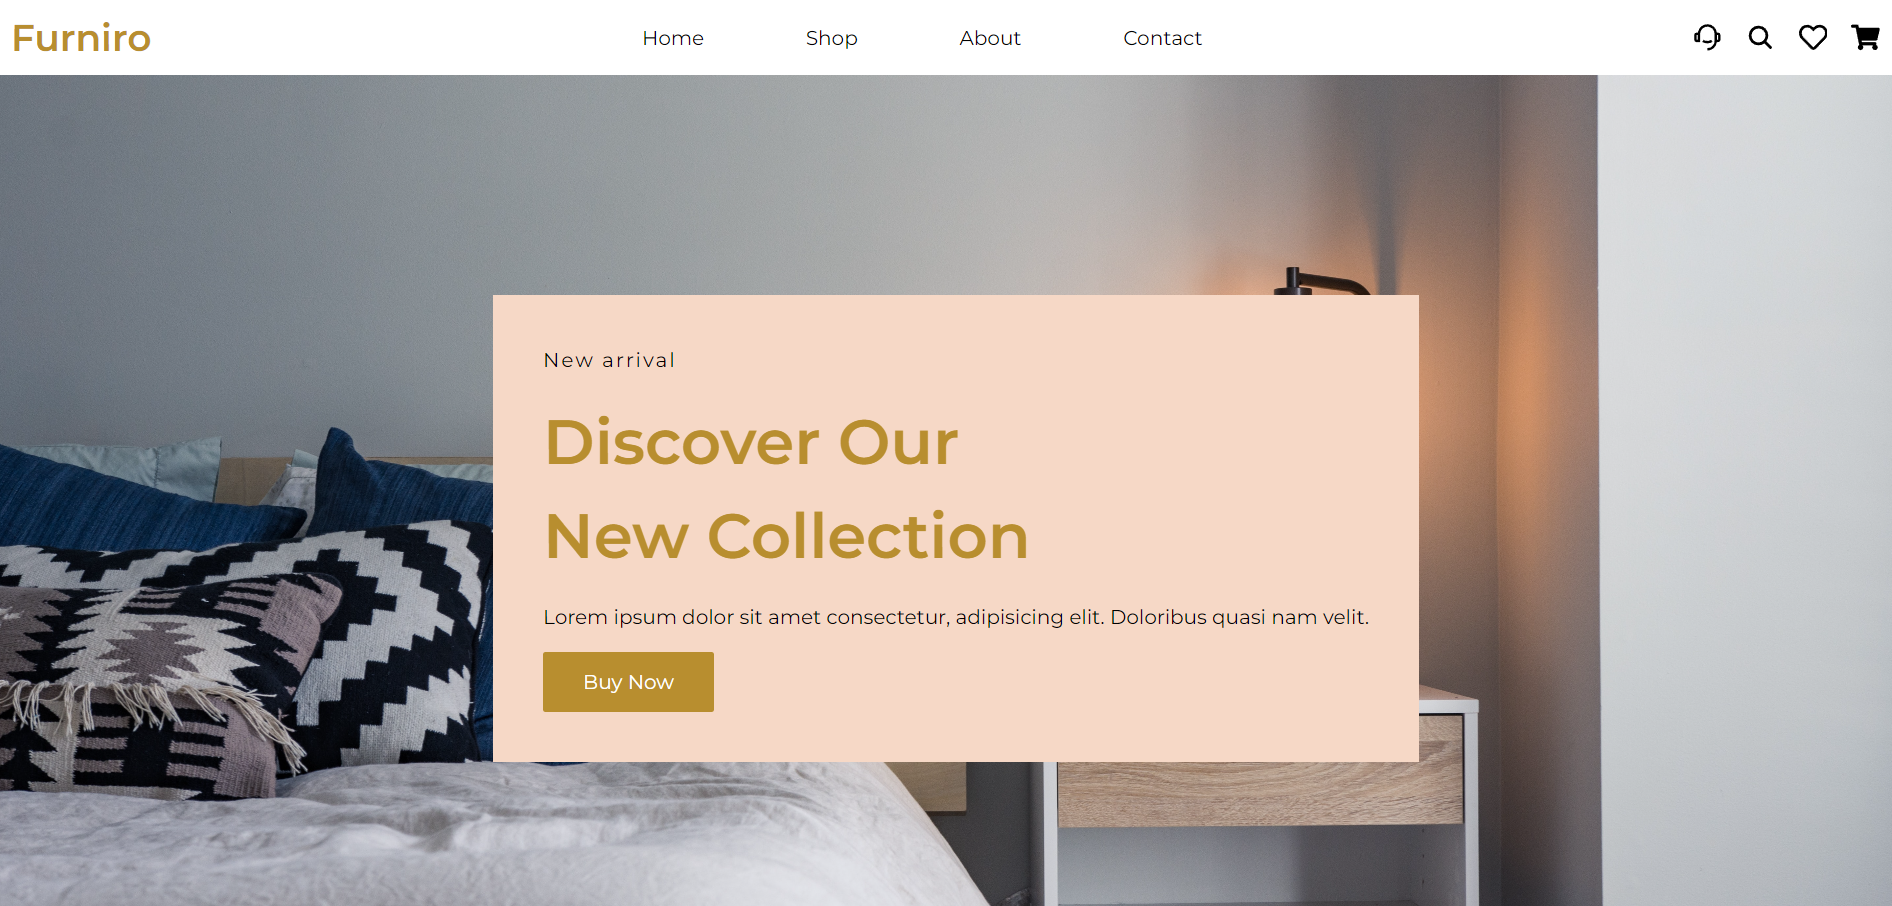 Furniro
Home
Shop
About
Contact
New arrival
Discover Our
New Collection
Lorem ipsum dolor sit amet consectetur, adipisicing elit. Doloribus quasi nam velit.
Buy Now